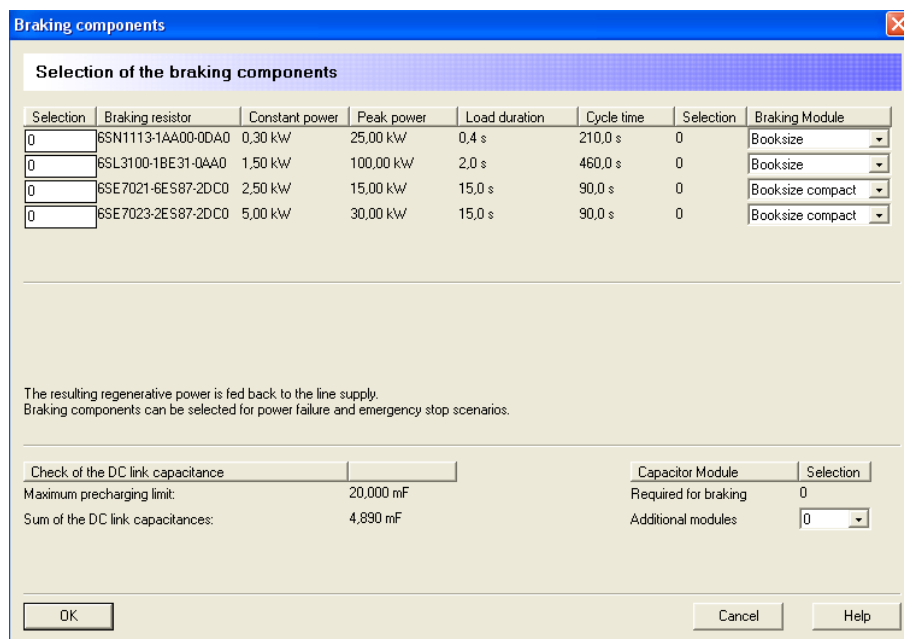 Braking components
Selection of the braking components
Selection Braking resistor Constant power Peak power Load duration Cycle time Selection Braking Module
0 6SN1113-1AA00-0DA0 0,30 kW 25,00 kW 0,4 s 210,0 s 0 Booksize
0 6SL3100-1BE31-0AA0 1,50 kW 100,00 kW 2,0 s 460,0 s 0 Booksize
0 6SE7021-6ES87-2DC0 2,50 kW 15,00 kW 15,0 s 90,0 s 0 Booksize compact
0 6SE7023-2ES87-2DC0 5,00 kW 30,00 kW 15,0 s 90,0 s 0 Booksize compact
The resulting regenerative power is fed back to the line supply.
Braking components can be selected for power failure and emergency stop scenarios.
Check of the DC link capacitance Capacitor Module Selection
Maximum precharging limit: 20,000 mF Required for braking 0
Sum of the DC link capacitances: 4,890 mF Additional modules 0
OK Cancel Help